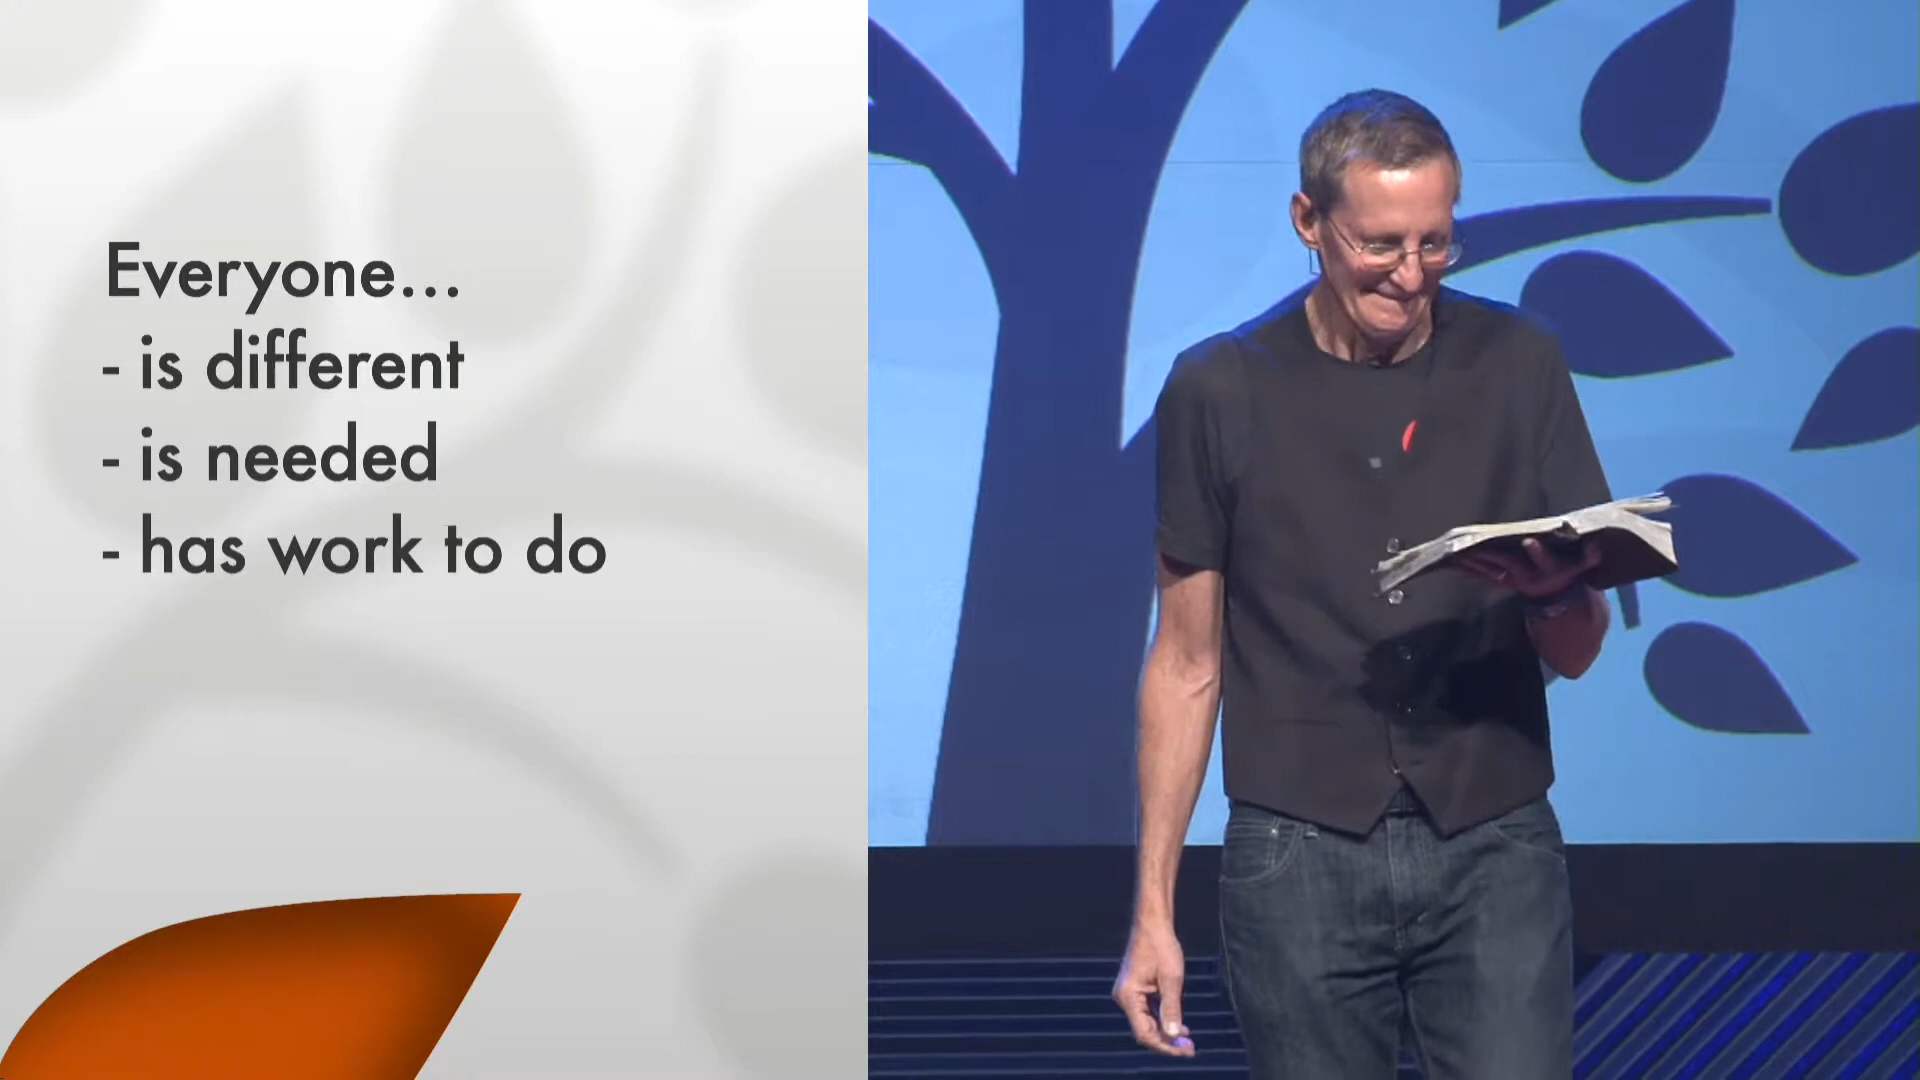 Everyone...
- is different
- is needed
- has work to do